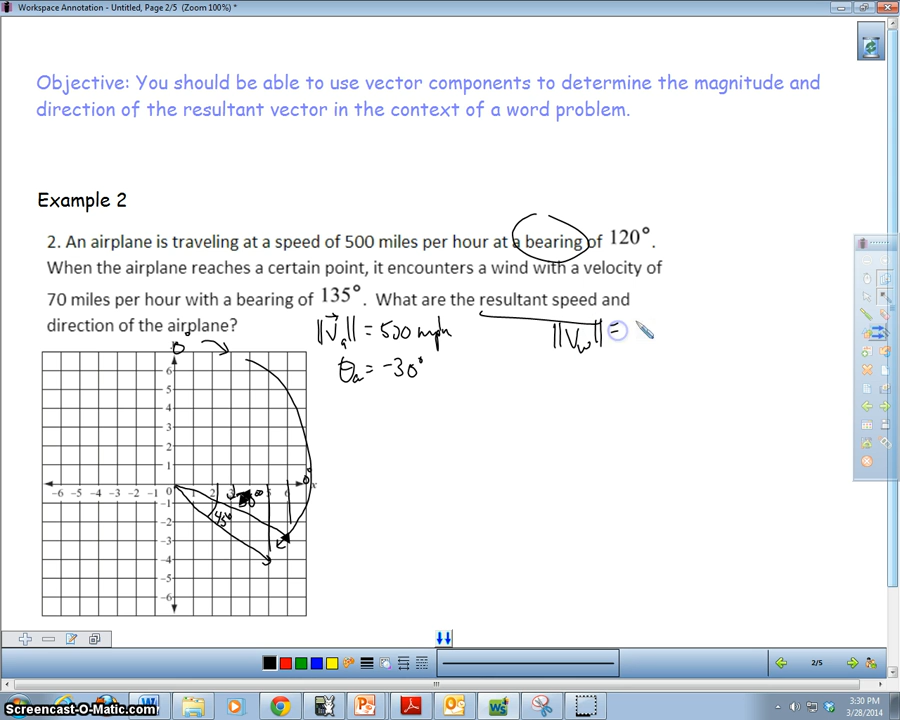 Workspace Annotation - Untitled, Page 2/5 (Zoom 100%) *
Objective: You should be able to use vector components to determine the magnitude and
direction of the resultant vector in the context of a word problem.
Example 2
2. An airplane is traveling at a speed of 500 miles per hour at a bearing of 120°.
When the airplane reaches a certain point, it encounters a wind with a velocity of
70 miles per hour with a bearing of 135°. What are the resultant speed and
direction of the airplane?
||V⃗a|| = 500 mph
||Vw|| =
θa = -30°
0°
6
5
4
3
2
1
0°
-6 -5 -4 -3 -2 -1 0 1 2 3 5 6 x
-1
-2
45°
-3
-4
-5
-6
2/5
Screencast-O-Matic.com
3:30 PM
3/28/2014